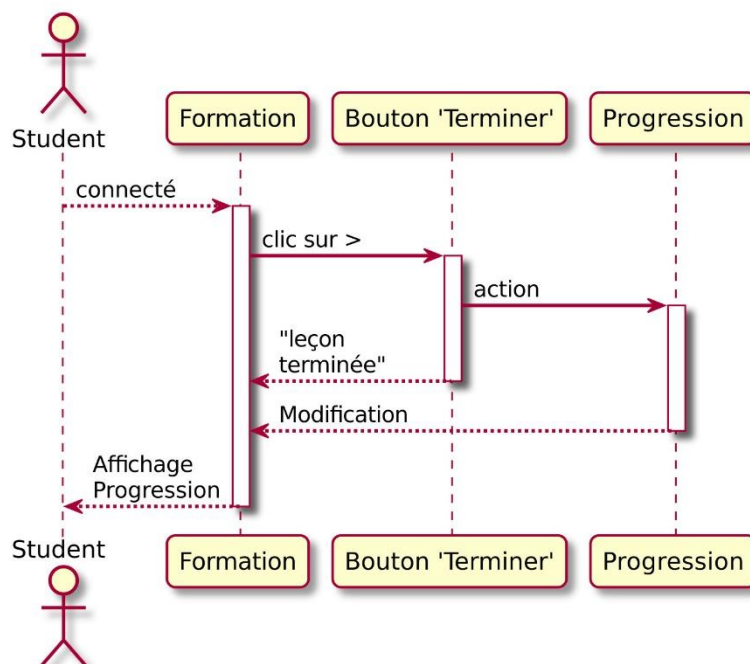 Student
Formation
Bouton 'Terminer'
Progression
connecté
clic sur >
action
"leçon
terminée"
Modification
Affichage
Progression
Student
Formation
Bouton 'Terminer'
Progression